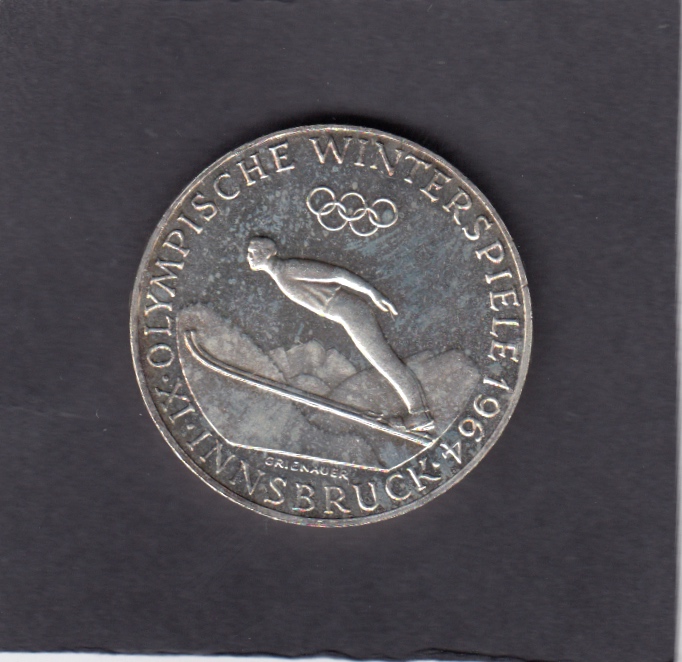 IX · OLYMPISCHE WINTERSPIELE 1964 ·
INNSBRUCK
GRIENAUER